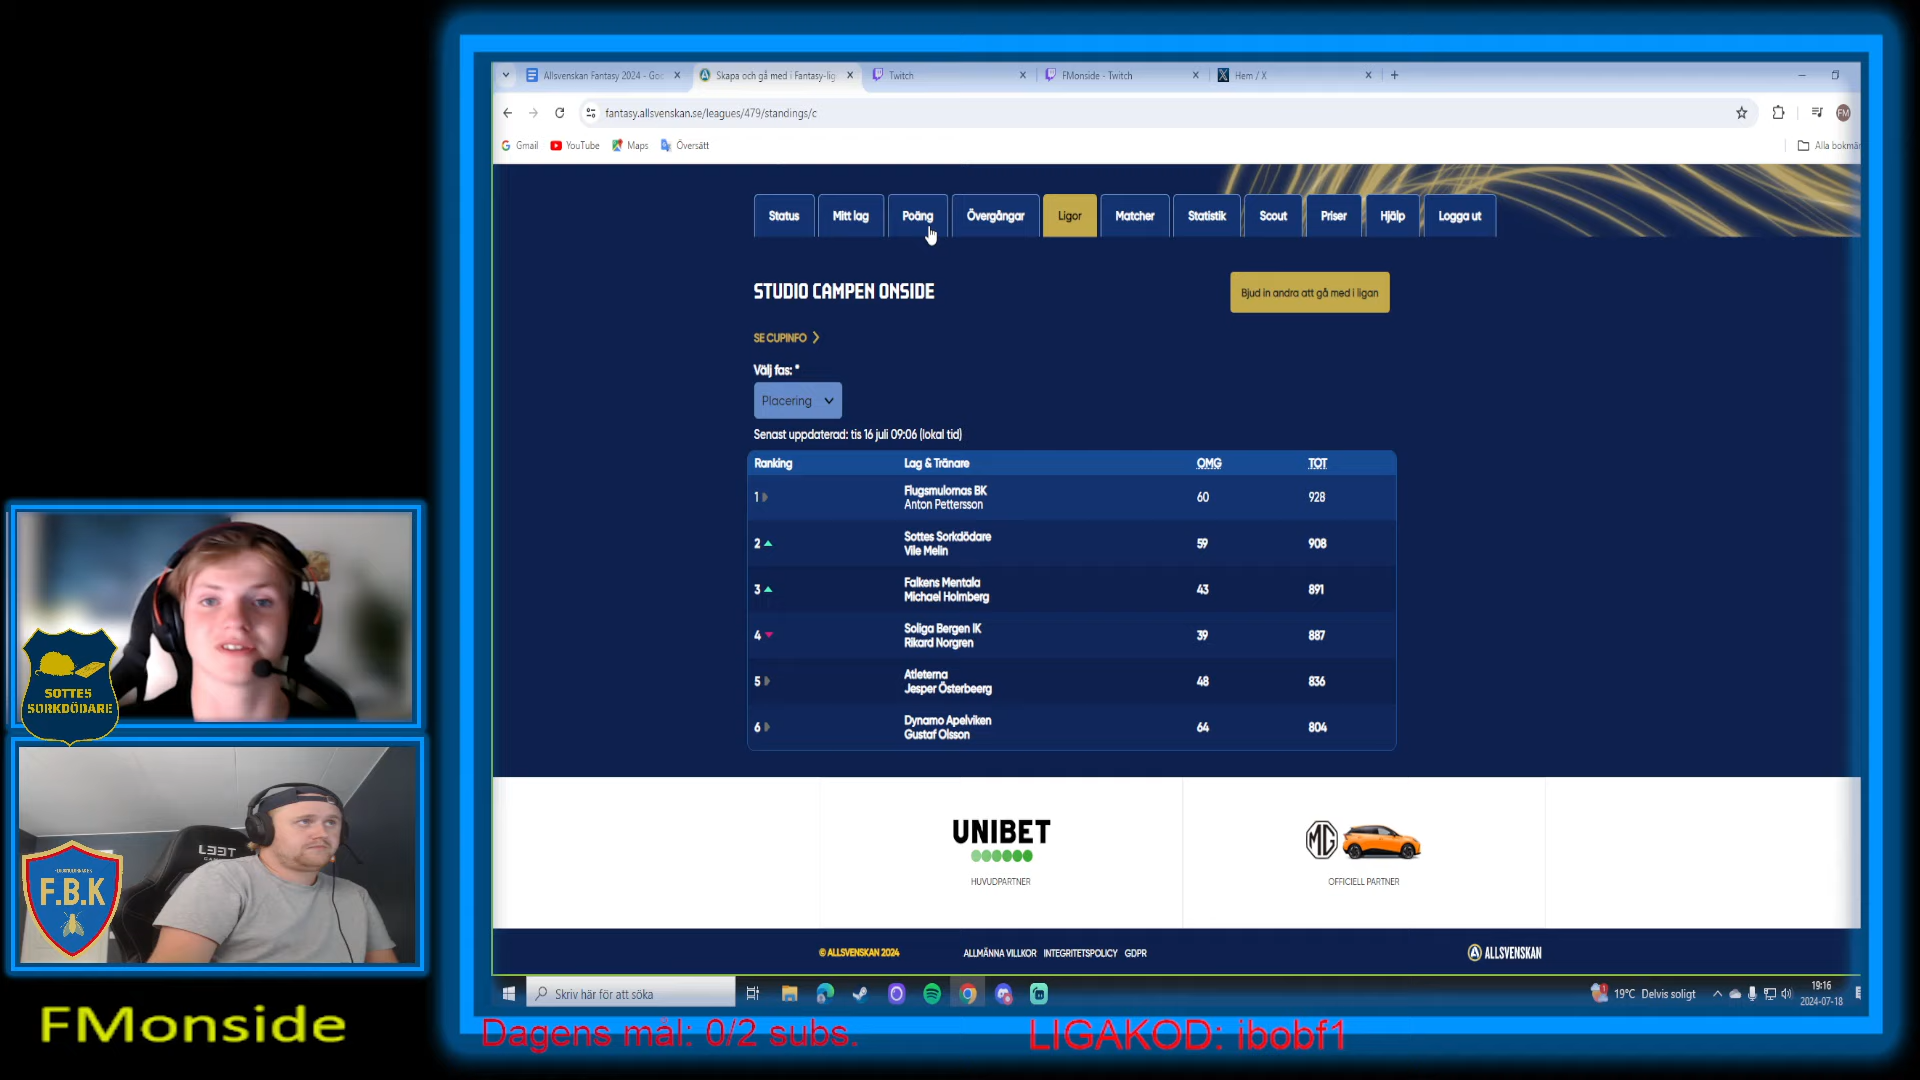 Allsvenskan Fantasy 2024 - Goo
Skapa och gå med i Fantasy-lig
Twitch
FMonside - Twitch
Hem / X
fantasy.allsvenskan.se/leagues/479/standings/c
FM
Gmail
YouTube
Maps
Översätt
Alla bokmär
Status
Mitt lag
Poäng
Övergångar
Ligor
Matcher
Statistik
Scout
Priser
Hjälp
Logga ut
STUDIO CAMPEN ONSIDE
Bjud in andra att gå med i ligan
SE CUPINFO
Välj fas: *
Placering
Senast uppdaterad: tis 16 juli 09:06 (lokal tid)
Ranking Lag & Tränare OMG TOT
1 Flugsmulornas BK 60 928
Anton Pettersson
2 Sottes Sorkdödare 59 908
Vile Melin
3 Falkens Mentala 43 891
Michael Holmberg
4 Soliga Bergen IK 39 887
Rikard Norgren
5 Atleterna 48 836
Jesper Österbeerg
6 Dynamo Apelviken 64 804
Gustaf Olsson
UNIBET
HUVUDPARTNER
MG
OFFICIELL PARTNER
© ALLSVENSKAN 2024
ALLMÄNNA VILLKOR INTEGRITETSPOLICY GDPR
ALLSVENSKAN
Skriv här för att söka
19°C Delvis soligt
19:16
2024-07-18
SOTTES
SORKDÖDARE
F.B.K
FMonside
Dagens mål: 0/2 subs.
LIGAKOD: ibobf1